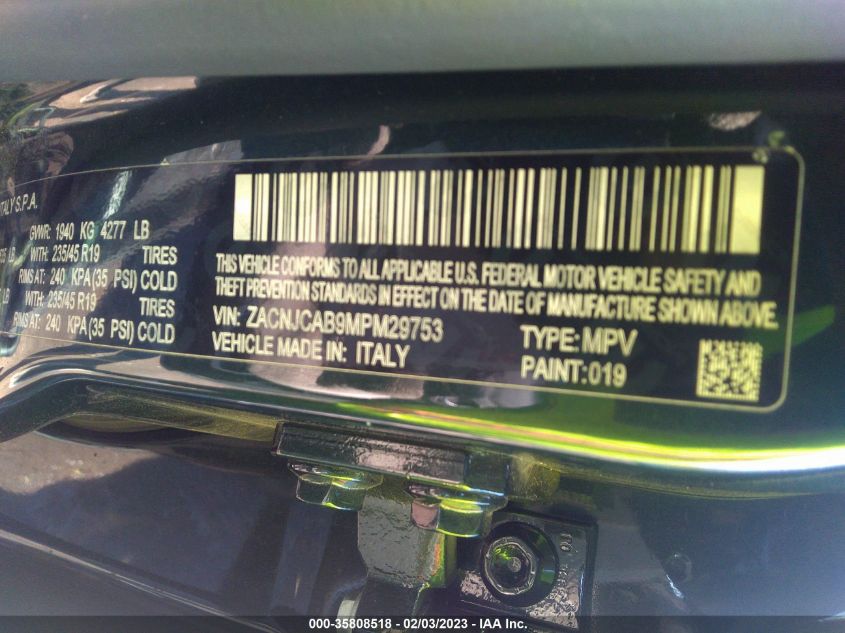 ITALY S.P.A.
GVWR: 1940 KG 4277 LB
LB WITH: 235/45 R19 TIRES
RIMS AT: 240 KPA (35 PSI) COLD
LB WITH: 235/45 R19 TIRES
RIMS AT: 240 KPA (35 PSI) COLD
THIS VEHICLE CONFORMS TO ALL APPLICABLE U.S. FEDERAL MOTOR VEHICLE SAFETY AND
THEFT PREVENTION STANDARDS IN EFFECT ON THE DATE OF MANUFACTURE SHOWN ABOVE.
VIN: ZACNJCAB9MPM29753 TYPE: MPV
VEHICLE MADE IN: ITALY PAINT: 019
000-35808518 - 02/03/2023 - IAA Inc.